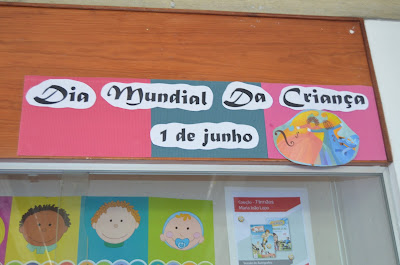 Dia Mundial Da Criança
1 de junho